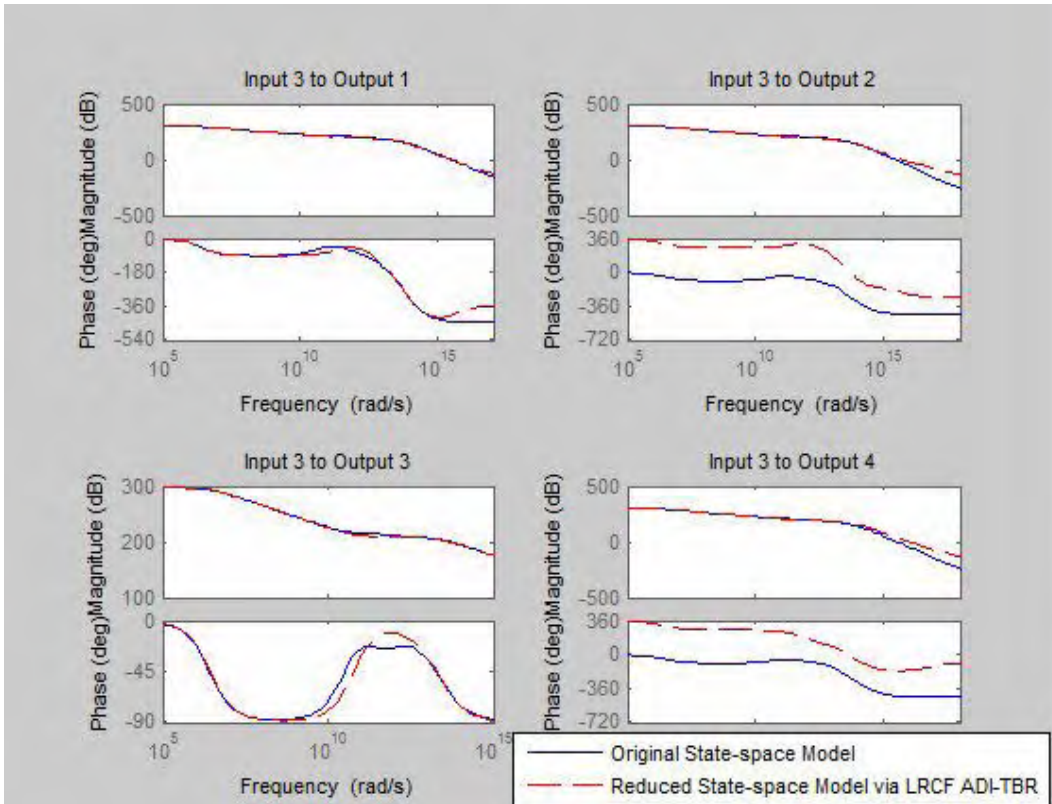 Input 3 to Output 1
Magnitude (dB)
500
0
-500
Phase (deg)
0
-180
-360
-540
10^5
10^10
10^15
Frequency (rad/s)
Input 3 to Output 2
Magnitude (dB)
500
0
-500
Phase (deg)
360
0
-360
-720
10^5
10^10
10^15
Frequency (rad/s)
Input 3 to Output 3
Magnitude (dB)
300
200
100
Phase (deg)
0
-45
-90
10^5
10^10
10^15
Frequency (rad/s)
Input 3 to Output 4
Magnitude (dB)
500
0
-500
Phase (deg)
360
0
-360
-720
Original State-space Model
Reduced State-space Model via LRCF ADI-TBR